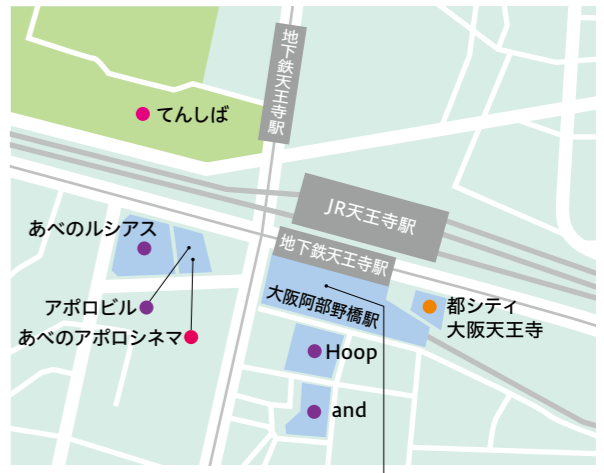 地下鉄天王寺駅
てんしば
JR天王寺駅
あべのルシアス
地下鉄天王寺駅
アポロビル
大阪阿部野橋駅
都シティ
大阪天王寺
あべのアポロシネマ
Hoop
and